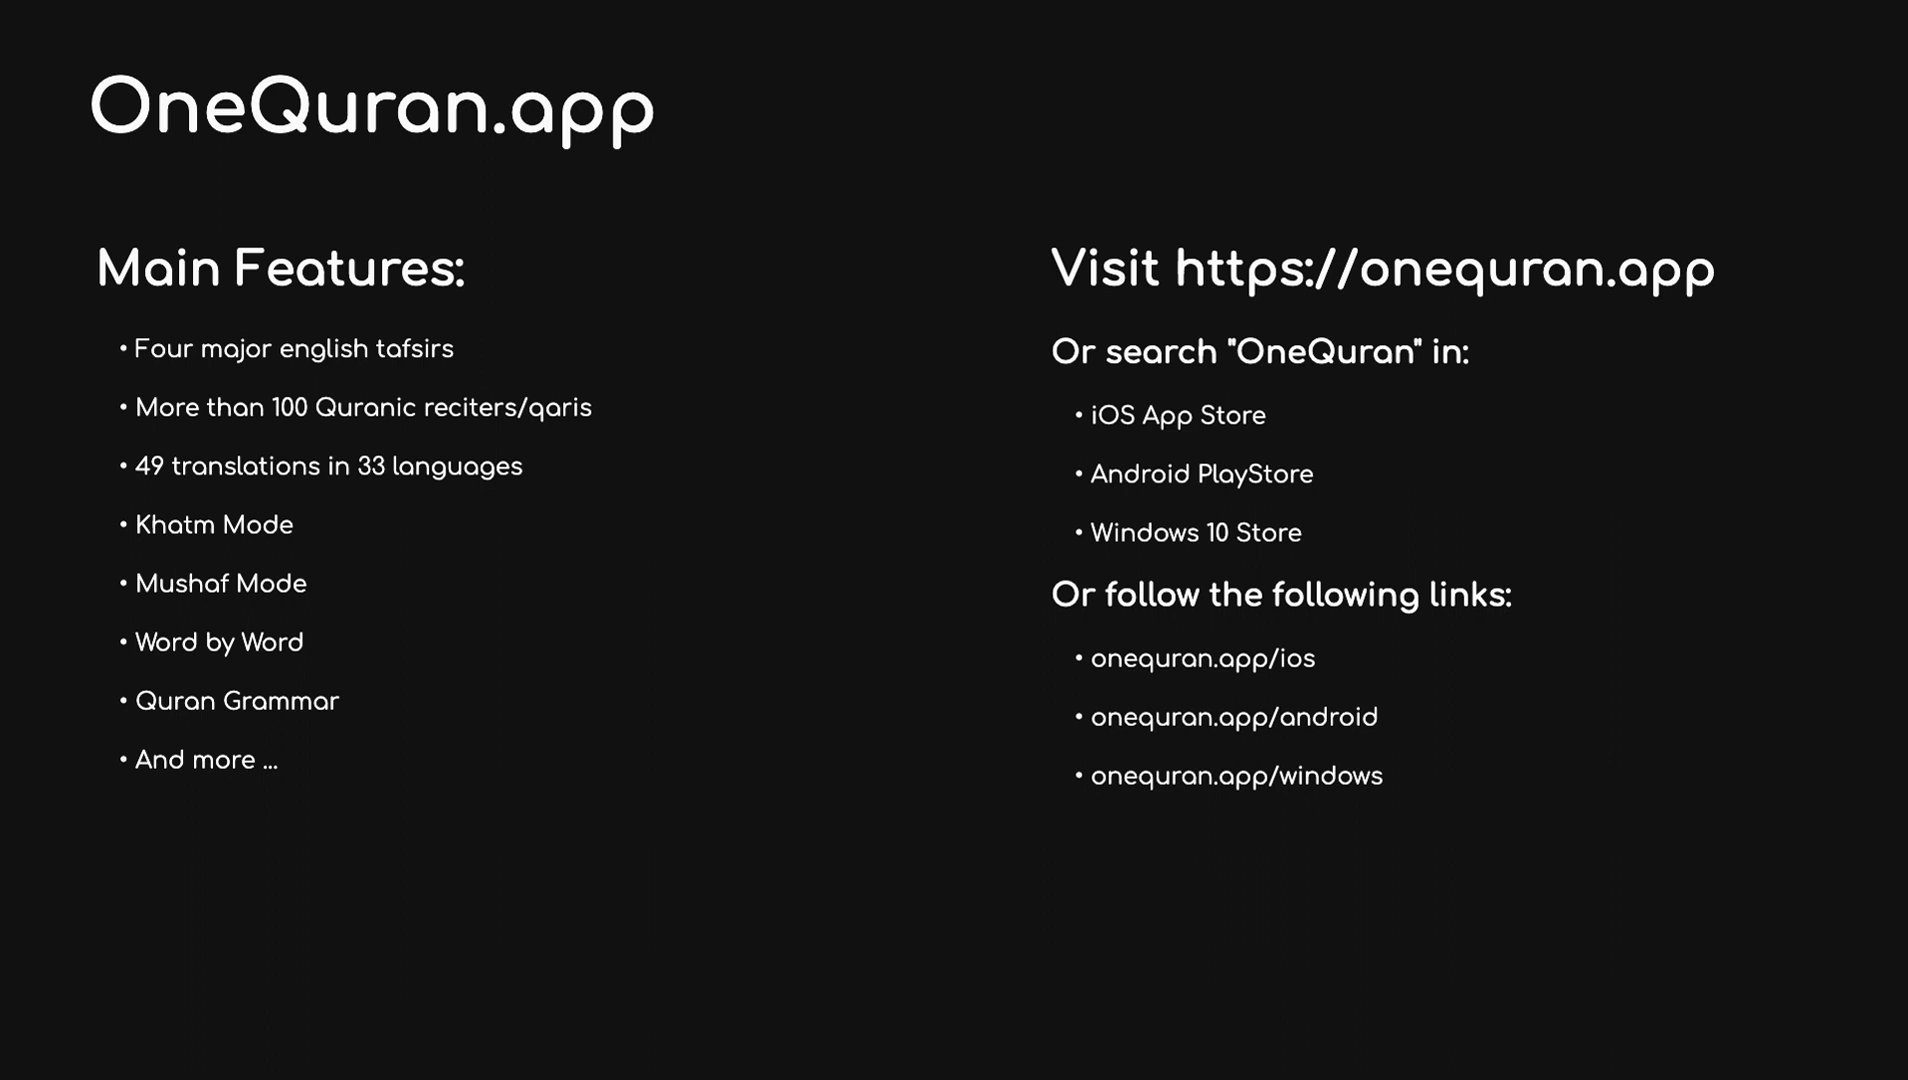 OneQuran.app
Main Features:
• Four major english tafsirs
• More than 100 Quranic reciters/qaris
• 49 translations in 33 languages
• Khatm Mode
• Mushaf Mode
• Word by Word
• Quran Grammar
• And more ...
Visit https://onequran.app
Or search "OneQuran" in:
• iOS App Store
• Android PlayStore
• Windows 10 Store
Or follow the following links:
• onequran.app/ios
• onequran.app/android
• onequran.app/windows